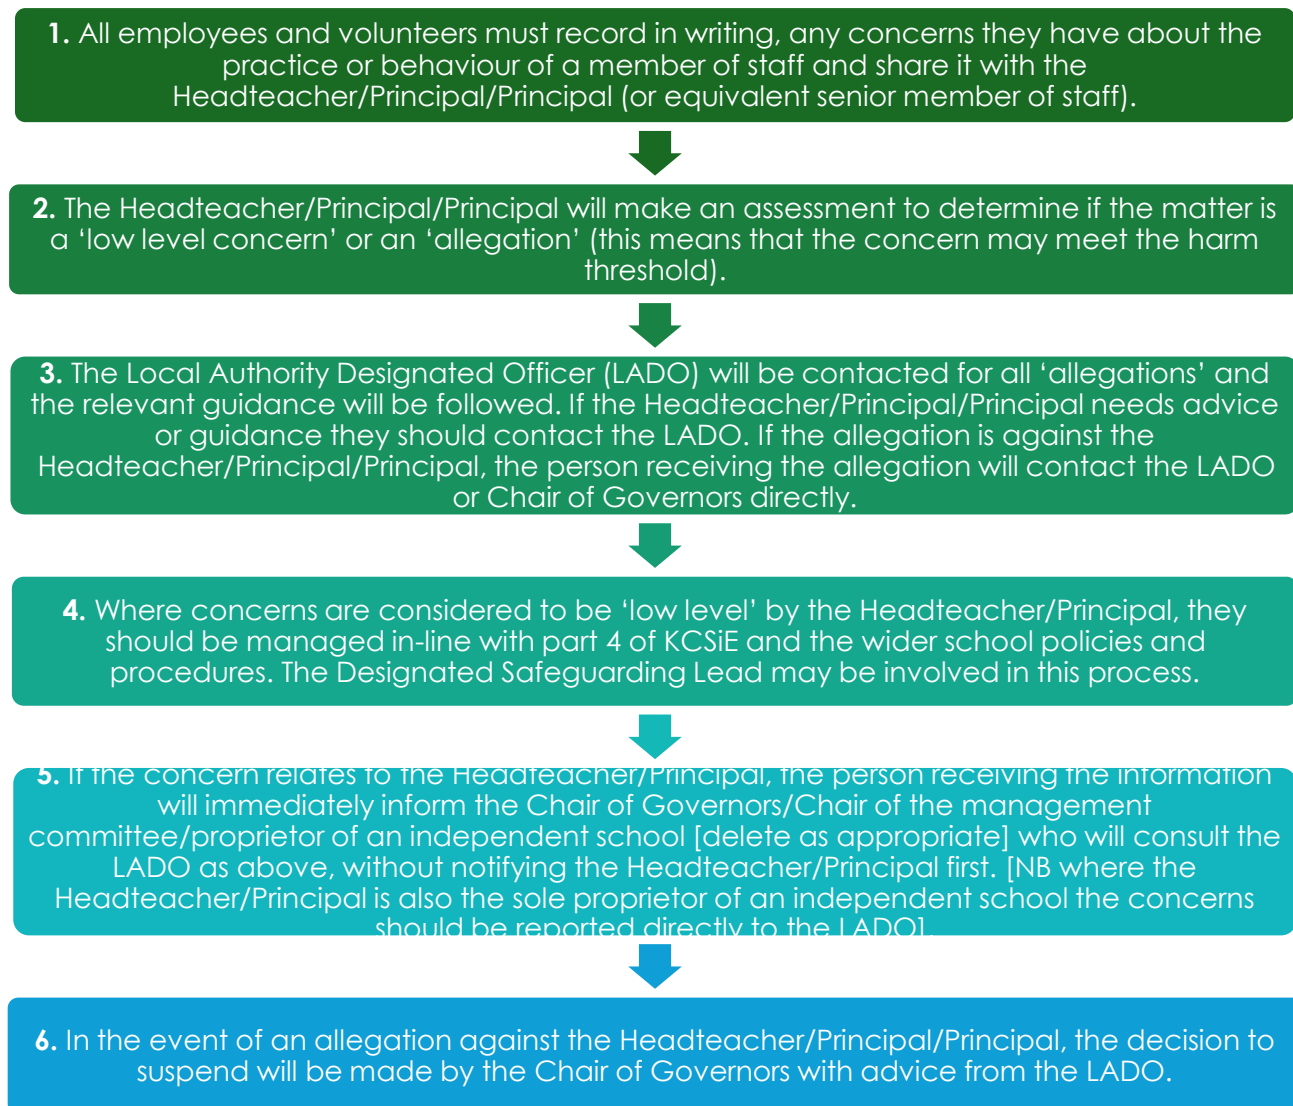 1. All employees and volunteers must record in writing, any concerns they have about the
practice or behaviour of a member of staff and share it with the
Headteacher/Principal/Principal (or equivalent senior member of staff).
2. The Headteacher/Principal/Principal will make an assessment to determine if the matter is
a ‘low level concern’ or an ‘allegation’ (this means that the concern may meet the harm
threshold).
3. The Local Authority Designated Officer (LADO) will be contacted for all ‘allegations’ and
the relevant guidance will be followed. If the Headteacher/Principal/Principal needs advice
or guidance they should contact the LADO. If the allegation is against the
Headteacher/Principal/Principal, the person receiving the allegation will contact the LADO
or Chair of Governors directly.
4. Where concerns are considered to be ‘low level’ by the Headteacher/Principal, they
should be managed in-line with part 4 of KCSiE and the wider school policies and
procedures. The Designated Safeguarding Lead may be involved in this process.
5. If the concern relates to the Headteacher/Principal, the person receiving the information
will immediately inform the Chair of Governors/Chair of the management
committee/proprietor of an independent school [delete as appropriate] who will consult the
LADO as above, without notifying the Headteacher/Principal first. [NB where the
Headteacher/Principal is also the sole proprietor of an independent school the concerns
should be reported directly to the LADO].
6. In the event of an allegation against the Headteacher/Principal/Principal, the decision to
suspend will be made by the Chair of Governors with advice from the LADO.